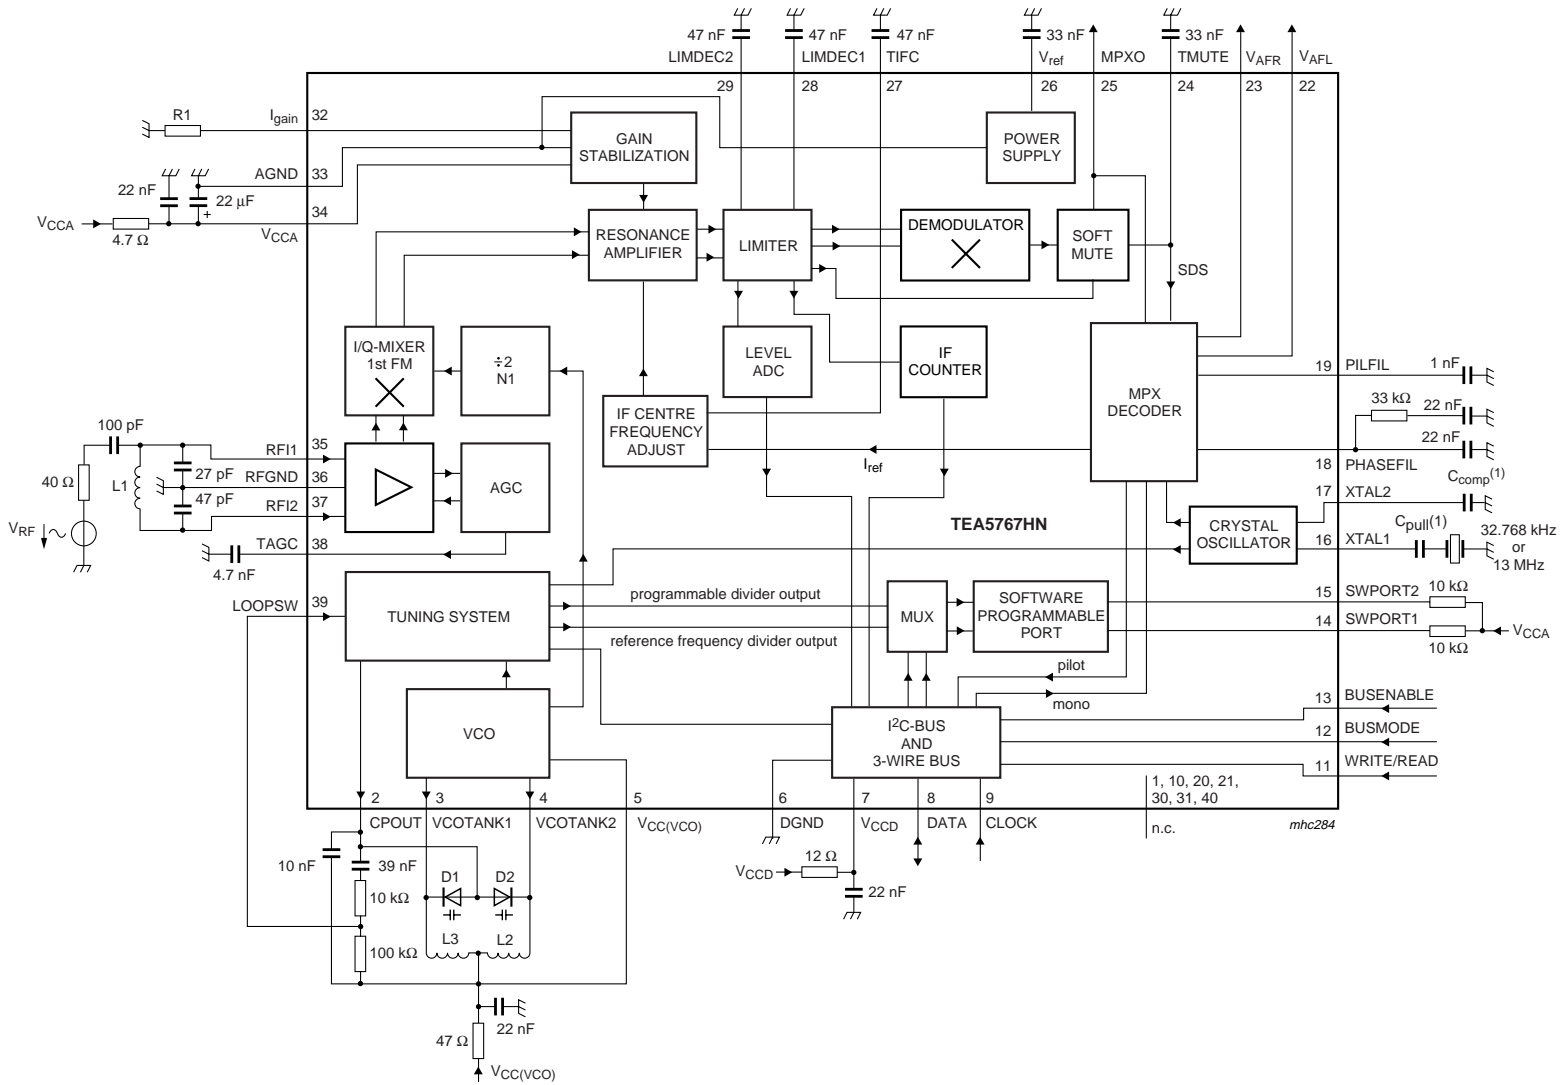 47 nF
47 nF
47 nF
33 nF
33 nF
LIMDEC2
LIMDEC1
TIFC
Vref
MPXO
TMUTE
VAFR
VAFL
29
28
27
26
25
24
23
22
R1
Igain
32
GAIN
STABILIZATION
POWER
SUPPLY
AGND
33
22 nF
22 μF
+
34
VCCA
4.7 Ω
VCCA
RESONANCE
AMPLIFIER
LIMITER
DEMODULATOR
SOFT
MUTE
SDS
I/Q-MIXER
1st FM
÷2
N1
LEVEL
ADC
IF
COUNTER
MPX
DECODER
19
PILFIL
1 nF
33 kΩ
22 nF
22 nF
18
PHASEFIL
IF CENTRE
FREQUENCY
ADJUST
Iref
100 pF
35
RFI1
27 pF
36
RFGND
40 Ω
L1
47 pF
37
RFI2
VRF
AGC
TAGC
38
4.7 nF
TEA5767HN
17
XTAL2
Ccomp(1)
CRYSTAL
OSCILLATOR
16
XTAL1
Cpull(1)
32.768 kHz
or
13 MHz
LOOPSW
39
TUNING SYSTEM
programmable divider output
reference frequency divider output
MUX
SOFTWARE
PROGRAMMABLE
PORT
15
SWPORT2
10 kΩ
14
SWPORT1
10 kΩ
VCCA
pilot
mono
VCO
I2C-BUS
AND
3-WIRE BUS
13
BUSENABLE
12
BUSMODE
11
WRITE/READ
1, 10, 20, 21,
30, 31, 40
n.c.
mhc284
2
3
4
5
6
7
8
9
CPOUT
VCOTANK1
VCOTANK2
VCC(VCO)
DGND
VCCD
DATA
CLOCK
10 nF
39 nF
D1
D2
10 kΩ
100 kΩ
L3
L2
VCCD
12 Ω
22 nF
22 nF
47 Ω
VCC(VCO)